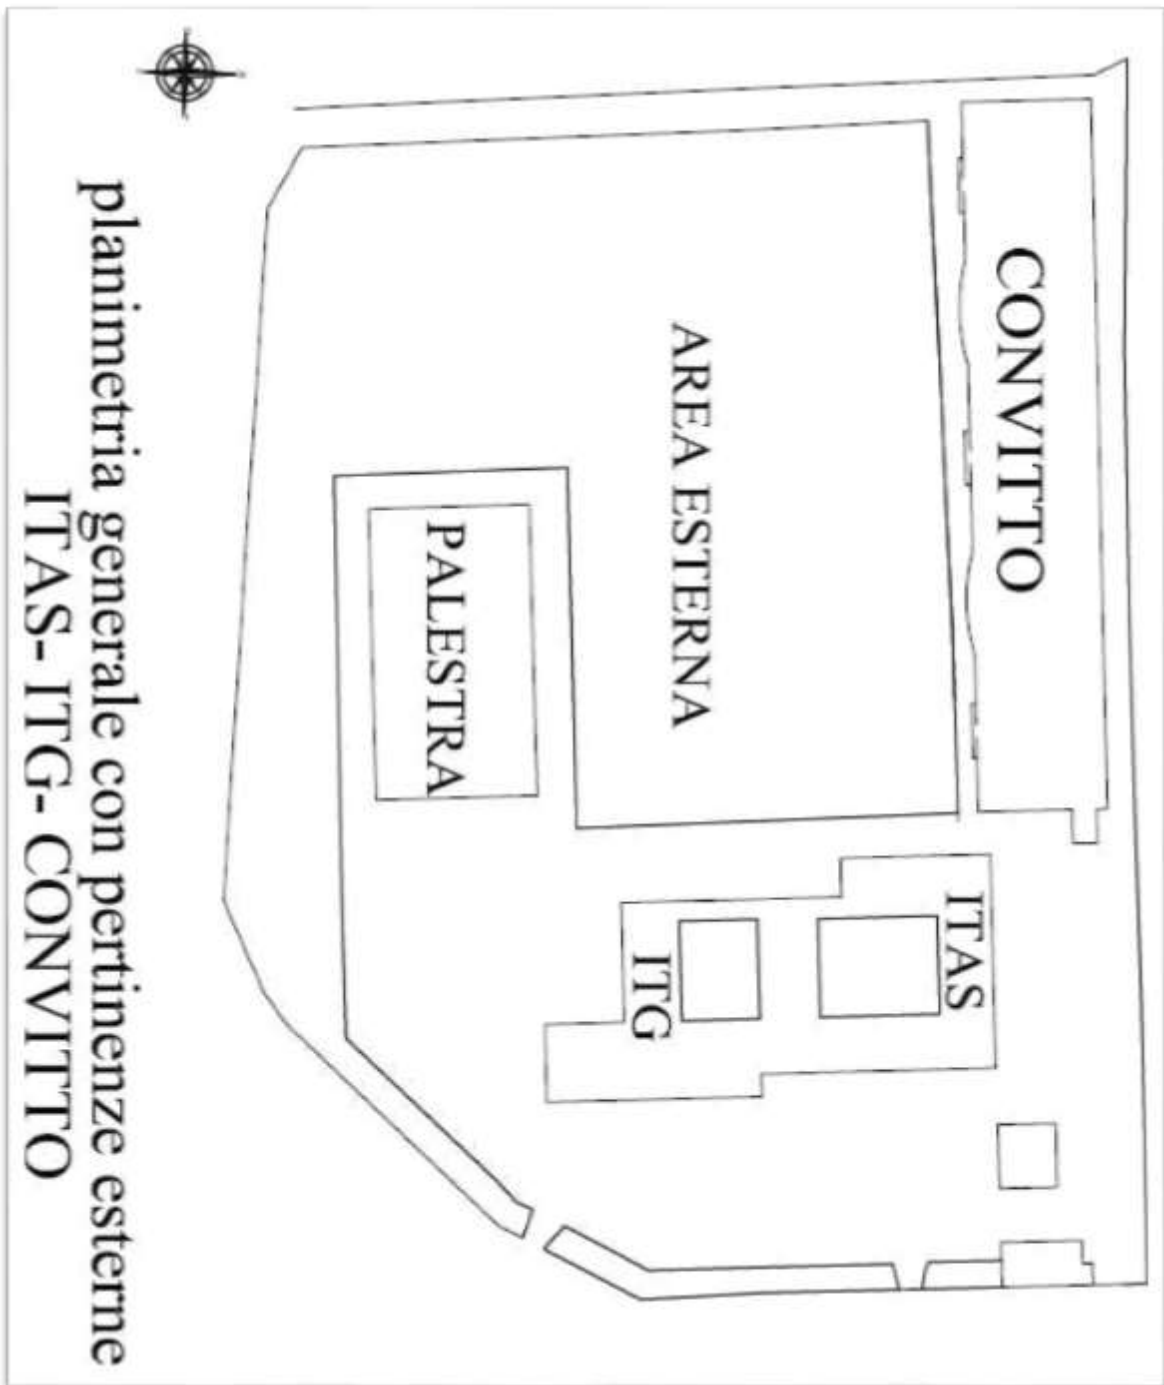 CONVITTO
AREA ESTERNA
PALESTRA
ITAS
ITG
planimetria generale con pertinenze esterne
ITAS- ITG- CONVITTO